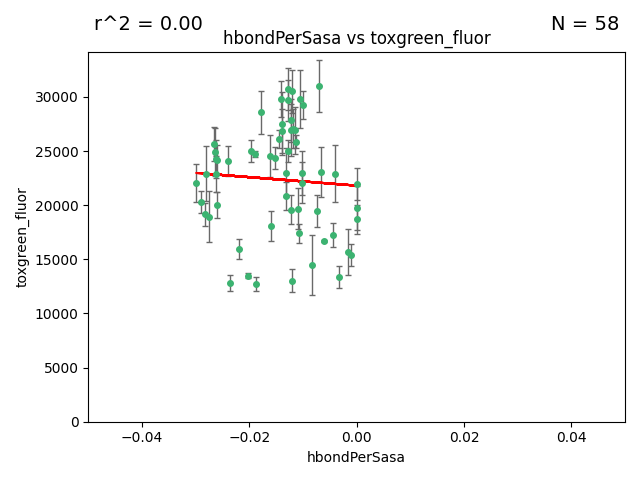 r^2 = 0.00
N = 58
hbondPerSasa vs toxgreen_fluor
30000
25000
20000
15000
10000
5000
0
toxgreen_fluor
−0.04
−0.02
0.00
0.02
0.04
hbondPerSasa